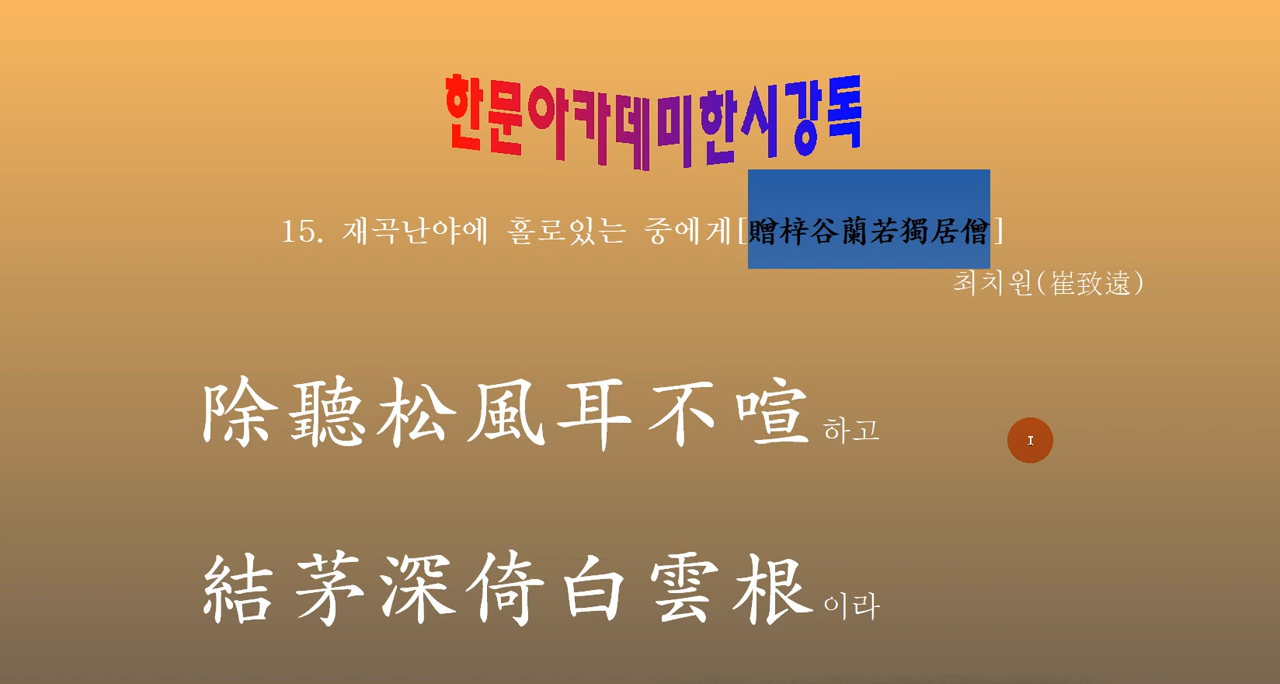 한문아카데미한시강독
15. 재곡난야에 홀로있는 중에게[贈梓谷蘭若獨居僧]
최치원(崔致遠)
除聽松風耳不喧하고
結茅深倚白雲根이라